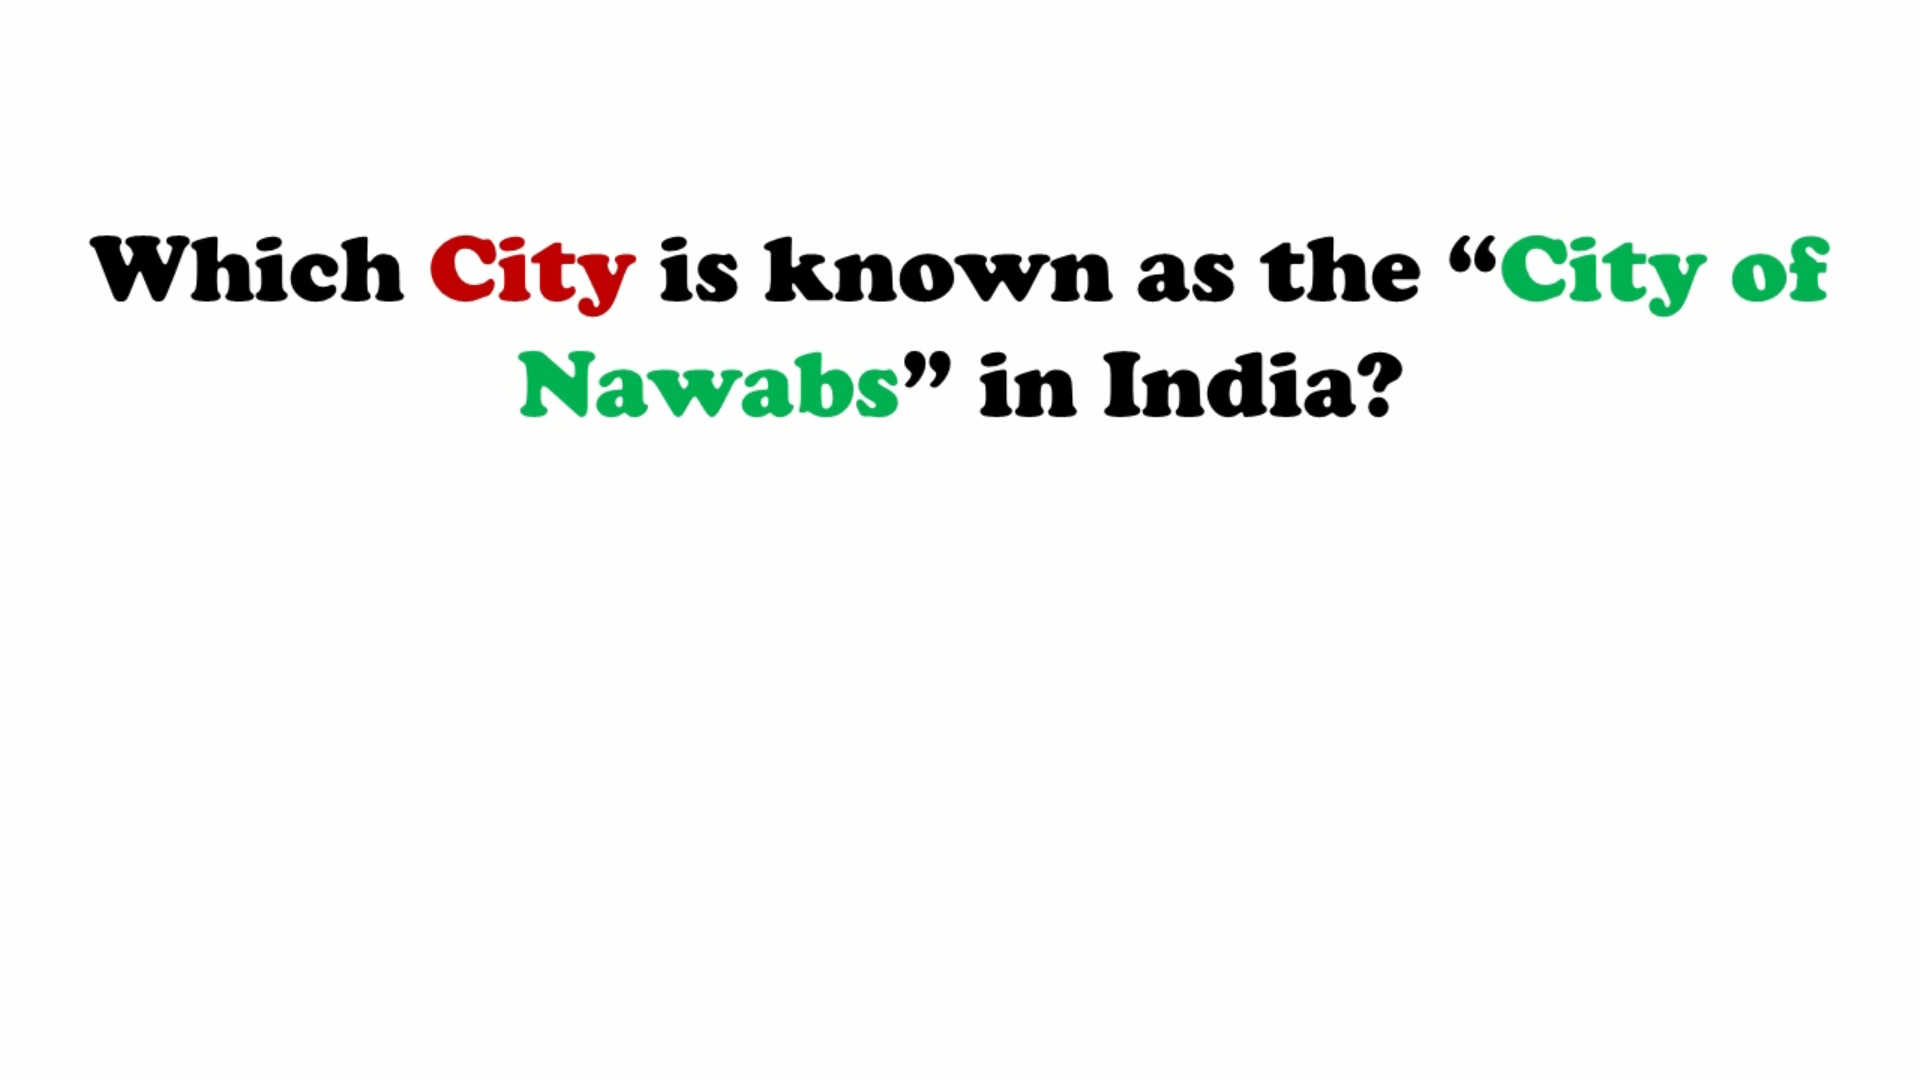 Which City is known as the “City of
Nawabs” in India?